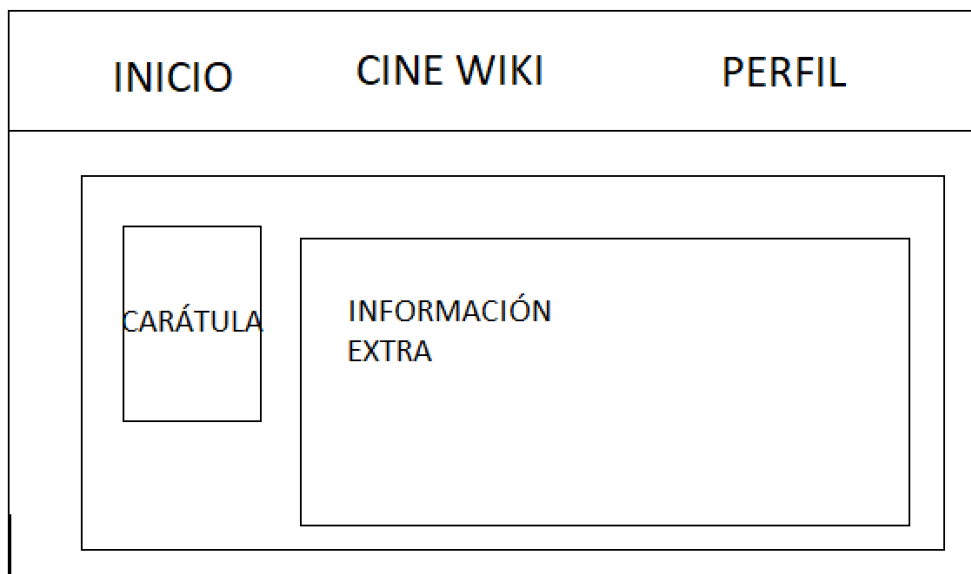 INICIO CINE WIKI PERFIL
CARÁTULA
INFORMACIÓN
EXTRA